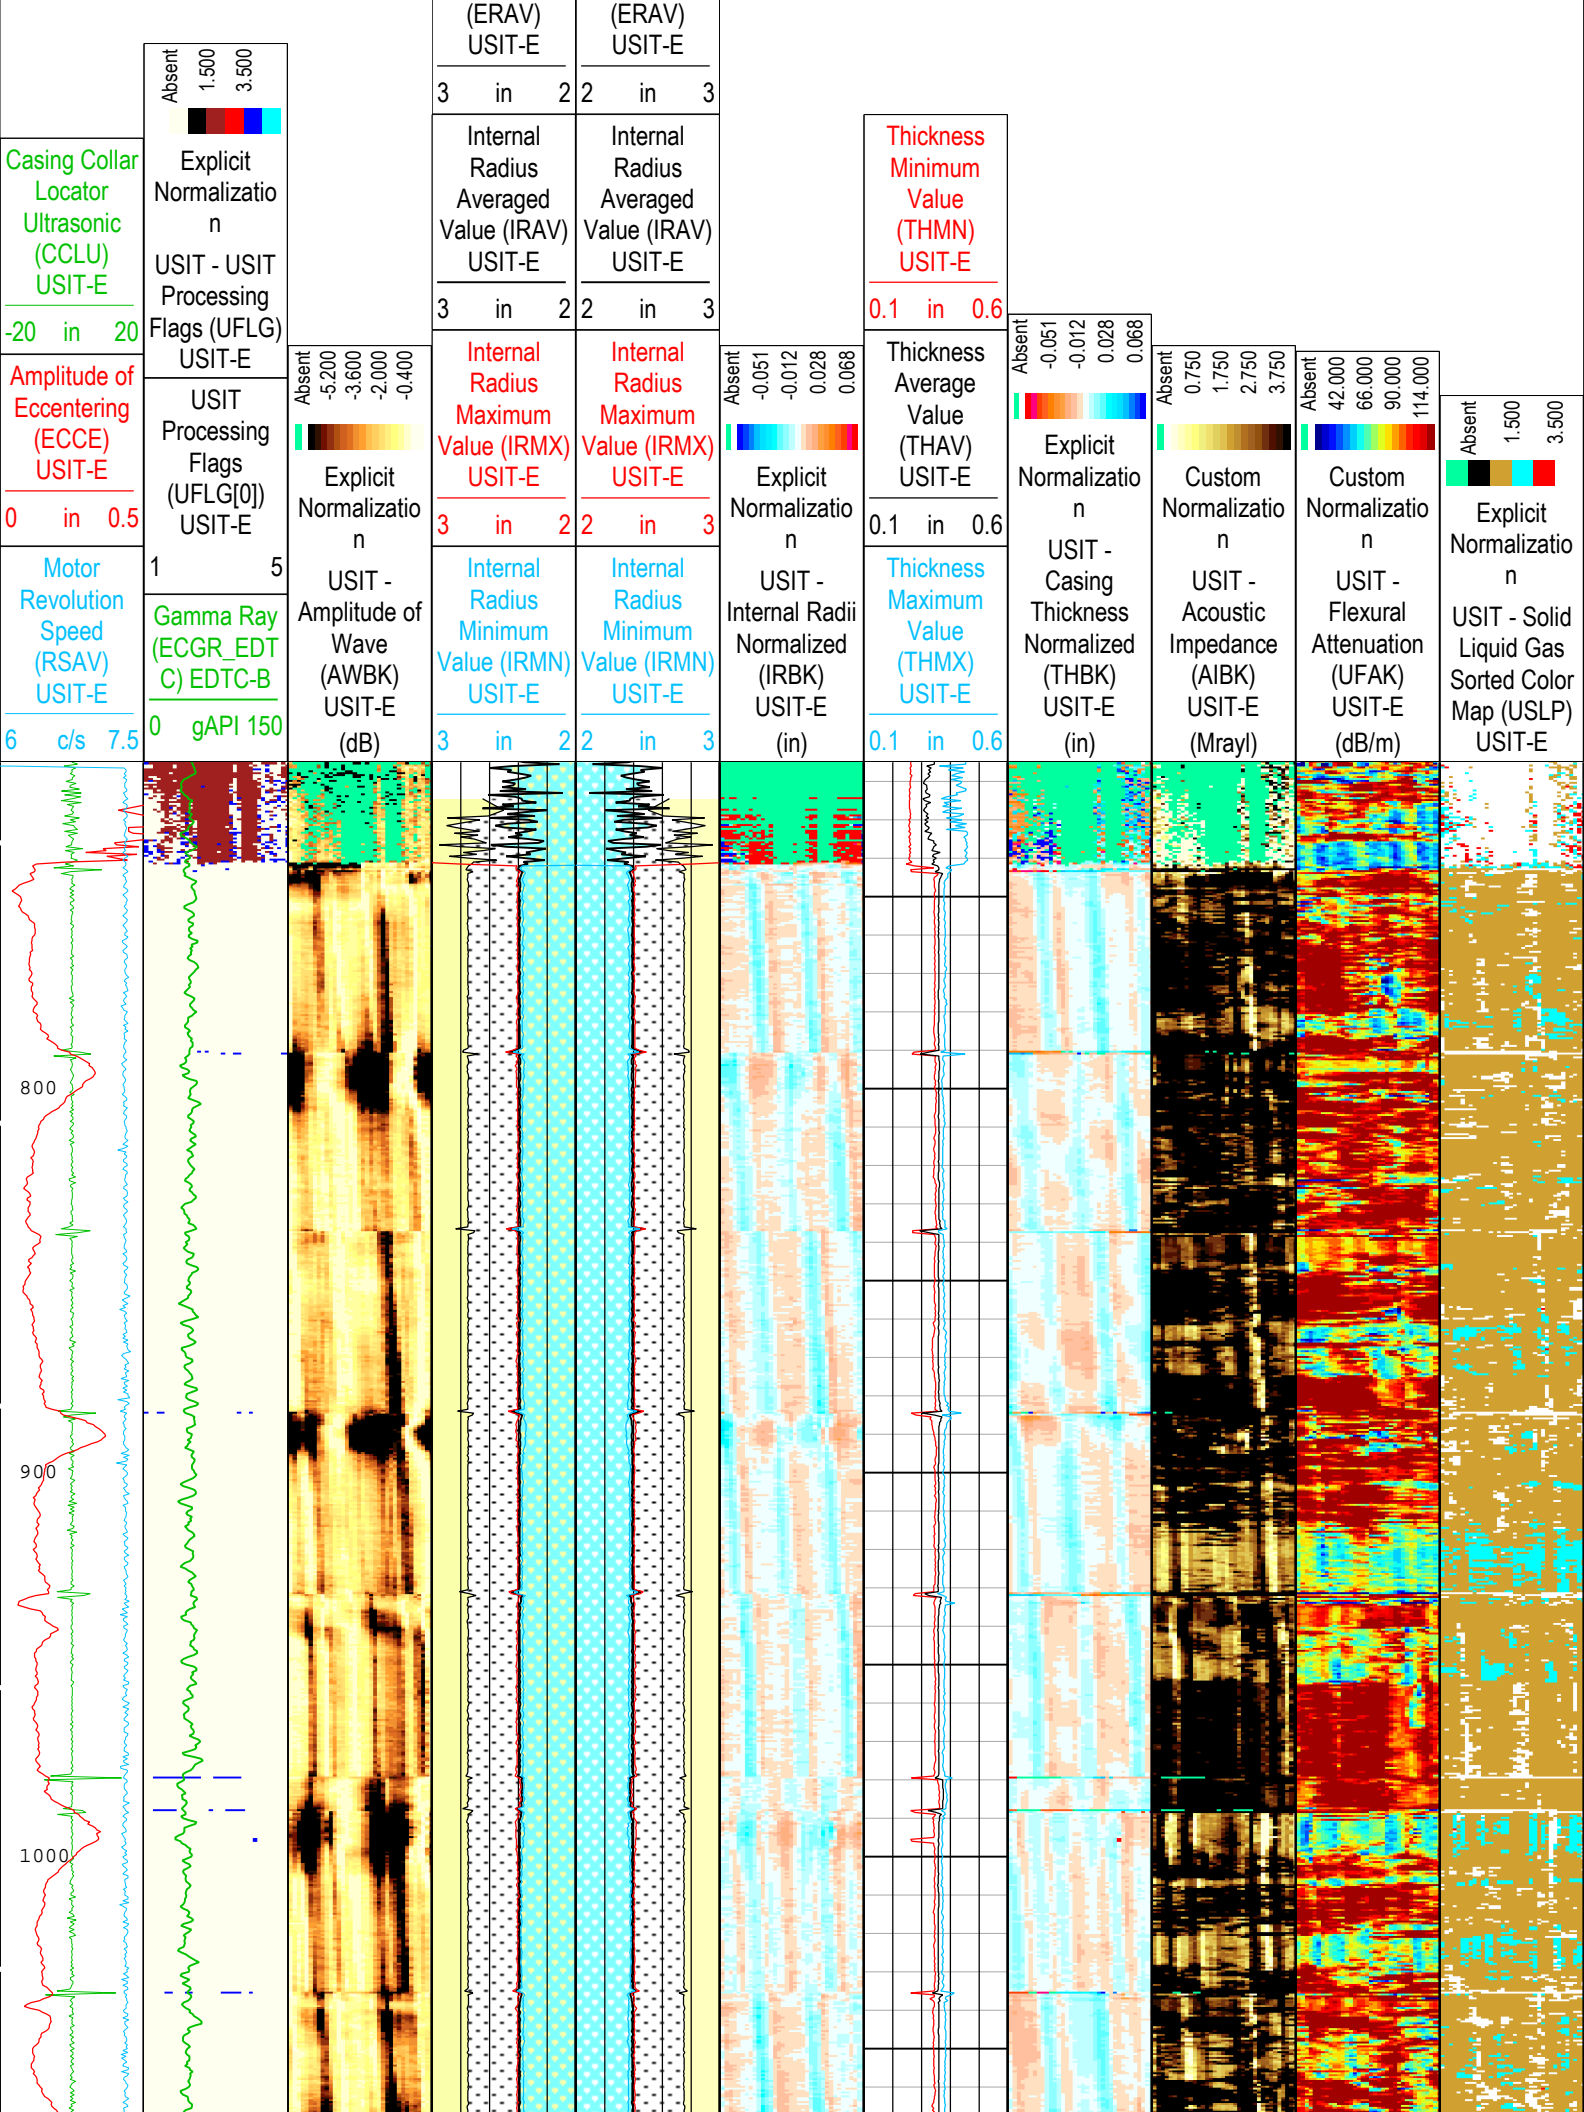 Casing Collar
Locator
Ultrasonic
(CCLU)
USIT-E
-20 in 20
Amplitude of
Eccentering
(ECCE)
USIT-E
0 in 0.5
Motor
Revolution
Speed
(RSAV)
USIT-E
6 c/s 7.5
Absent
1.500
3.500
Explicit
Normalizatio
n
USIT - USIT
Processing
Flags (UFLG)
USIT-E
USIT
Processing
Flags
(UFLG[0])
USIT-E
1 5
Gamma Ray
(ECGR_EDT
C) EDTC-B
0 gAPI 150
Absent
-5.200
-3.600
-2.000
-0.400
Explicit
Normalizatio
n
USIT -
Amplitude of
Wave
(AWBK)
USIT-E
(dB)
(ERAV)
USIT-E
3 in 2
Internal
Radius
Averaged
Value (IRAV)
USIT-E
3 in 2
Internal
Radius
Maximum
Value (IRMX)
USIT-E
3 in 2
Internal
Radius
Minimum
Value (IRMN)
USIT-E
3 in 2
(ERAV)
USIT-E
2 in 3
Internal
Radius
Averaged
Value (IRAV)
USIT-E
2 in 3
Internal
Radius
Maximum
Value (IRMX)
USIT-E
2 in 3
Internal
Radius
Minimum
Value (IRMN)
USIT-E
2 in 3
Absent
-0.051
-0.012
0.028
0.068
Explicit
Normalizatio
n
USIT -
Internal Radii
Normalized
(IRBK)
USIT-E
(in)
Thickness
Minimum
Value
(THMN)
USIT-E
0.1 in 0.6
Thickness
Average
Value
(THAV)
USIT-E
0.1 in 0.6
Thickness
Maximum
Value
(THMX)
USIT-E
0.1 in 0.6
Absent
-0.051
-0.012
0.028
0.068
Explicit
Normalizatio
n
USIT -
Casing
Thickness
Normalized
(THBK)
USIT-E
(in)
Absent
0.750
1.750
2.750
3.750
Custom
Normalizatio
n
USIT -
Acoustic
Impedance
(AIBK)
USIT-E
(Mrayl)
Absent
42.000
66.000
90.000
114.000
Custom
Normalizatio
n
USIT -
Flexural
Attenuation
(UFAK)
USIT-E
(dB/m)
Absent
1.500
3.500
Explicit
Normalizatio
n
USIT - Solid
Liquid Gas
Sorted Color
Map (USLP)
USIT-E
800
900
1000